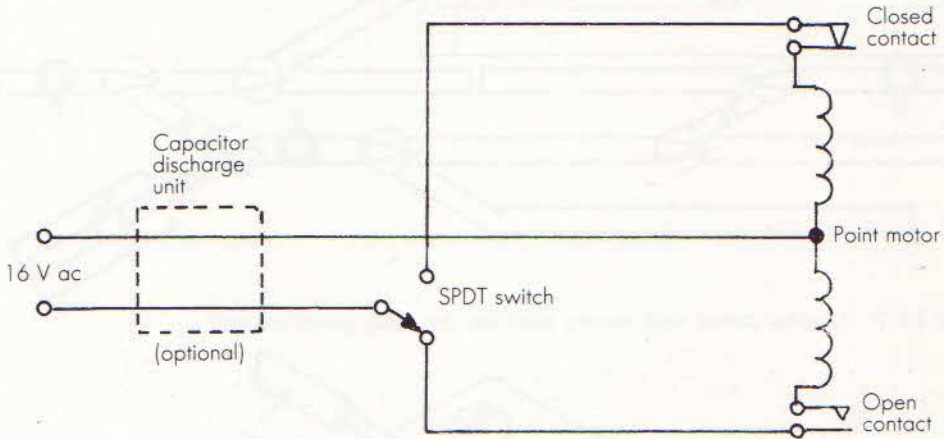 Closed
contact
Capacitor
discharge
unit
Point motor
16 V ac
SPDT switch
(optional)
Open
contact